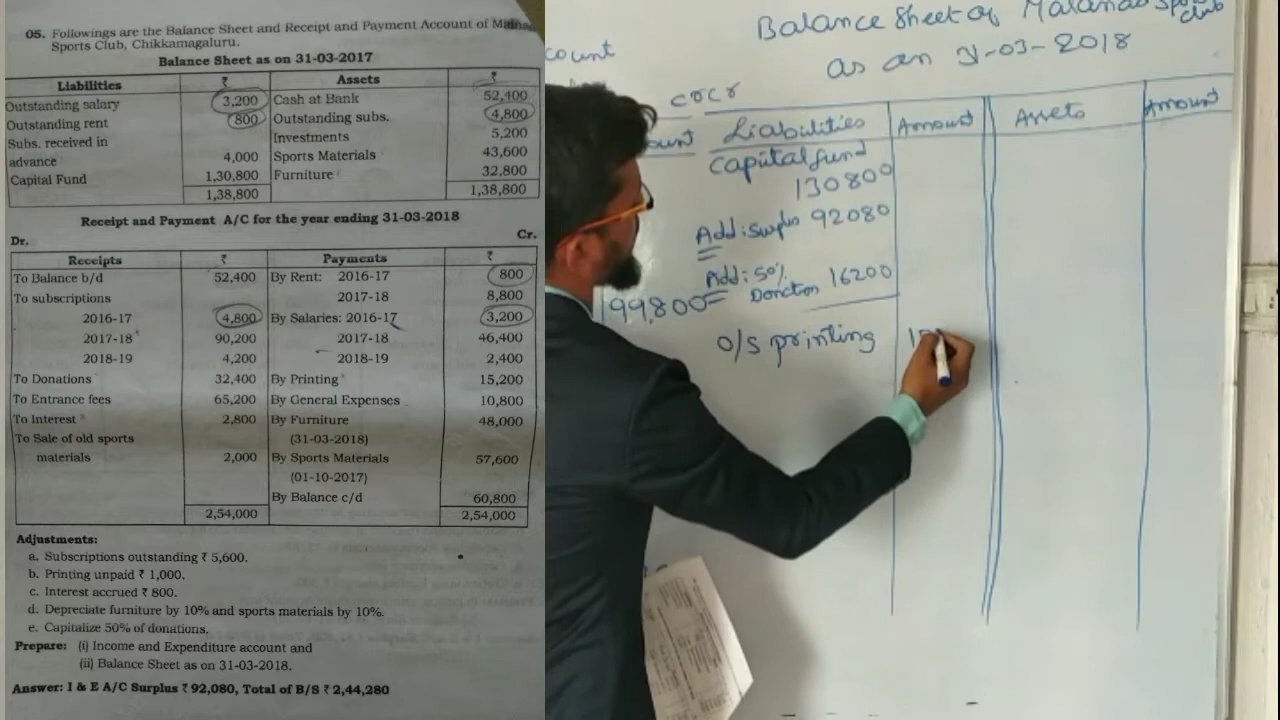 05. Followings are the Balance Sheet and Receipt and Payment Account of
Sports Club, Chikkamagaluru.
Balance Sheet as on 31-03-2017
Liabilities ₹ Assets ₹
Outstanding salary 3,200 Cash at Bank 52,400
Outstanding rent 800 Outstanding subs. 4,800
Subs. received in Investments 5,200
advance 4,000 Sports Materials 43,600
Capital Fund 1,30,800 Furniture 32,800
1,38,800 1,38,800
Receipt and Payment A/C for the year ending 31-03-2018
Dr. Cr.
Receipts ₹ Payments ₹
To Balance b/d 52,400 By Rent: 2016-17 800
To subscriptions 2017-18 8,800
2016-17 4,800 By Salaries: 2016-17 3,200
2017-18 90,200 2017-18 46,400
2018-19 4,200 2018-19 2,400
To Donations 32,400 By Printing 15,200
To Entrance fees 65,200 By General Expenses 10,800
To Interest 2,800 By Furniture 48,000
To Sale of old sports (31-03-2018)
materials 2,000 By Sports Materials 57,600
(01-10-2017)
By Balance c/d 60,800
2,54,000 2,54,000
Adjustments:
a. Subscriptions outstanding ₹ 5,600.
b. Printing unpaid ₹ 1,000.
c. Interest accrued ₹ 800.
d. Depreciate furniture by 10% and sports materials by 10%.
e. Capitalize 50% of donations.
Prepare: (i) Income and Expenditure account and
(ii) Balance Sheet as on 31-03-2018.
Answer: I & E A/C Surplus ₹ 92,080, Total of B/S ₹ 2,44,280
Balance Sheet of Malanad Sports
club
as an 31-03-2018
count
Liabulities Amount Assets Amount
capital fund
130800
Add: Surplus 92080
Add: 50%
Donction 16200
199,800
O/S printing